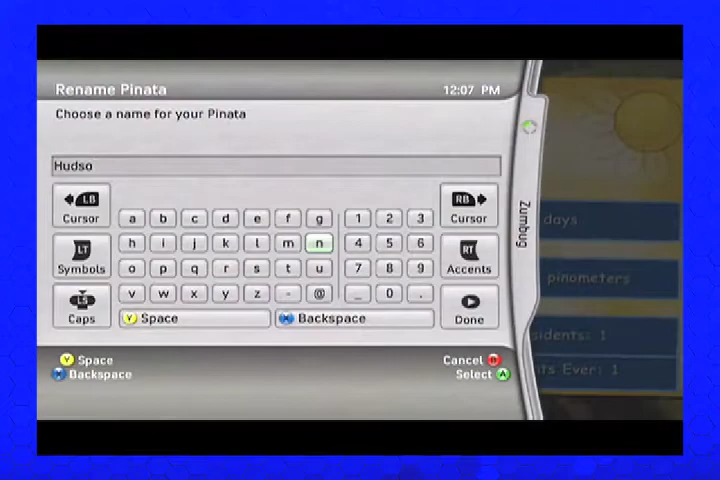 Rename Pinata
12:07 PM
Choose a name for your Pinata
Hudso
LB
Cursor
RB
Cursor
a b c d e f g 1 2 3
LT
Symbols
h i j k l m n 4 5 6
RT
Accents
o p q r s t u 7 8 9
LS
Caps
v w x y z - @ _ 0 .
Done
Y Space
X Backspace
Y Space
X Backspace
Cancel B
Select A
Zumbug
days
pinometers
sidents: 1
ts Ever: 1